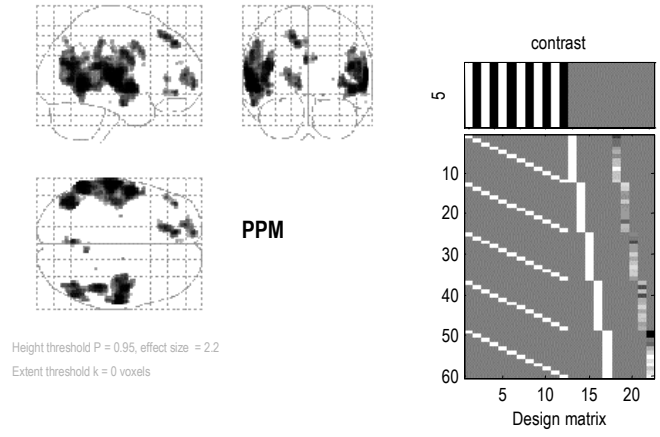 contrast
5
PPM
10
20
30
40
50
60
5 10 15 20
Design matrix
Height threshold P = 0.95, effect size = 2.2
Extent threshold k = 0 voxels